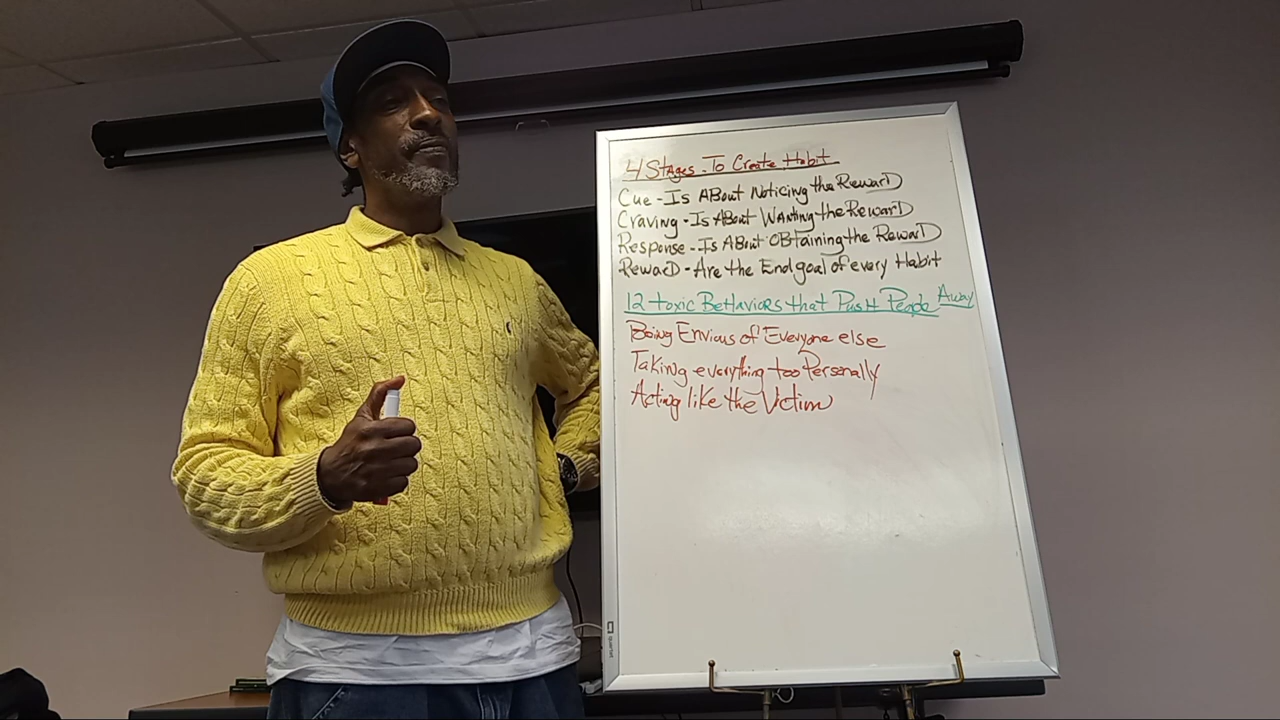 4 Stages - To Create Habit
Cue - Is About Noticing the Reward
Craving - Is About Wanting the Reward
Response - Is About Obtaining the Reward
Reward - Are the End goal of every Habit
12 toxic Behaviors that Push People Away
Being Envious of Everyone else
Taking everything too Personally
Acting like the Victim
quartet